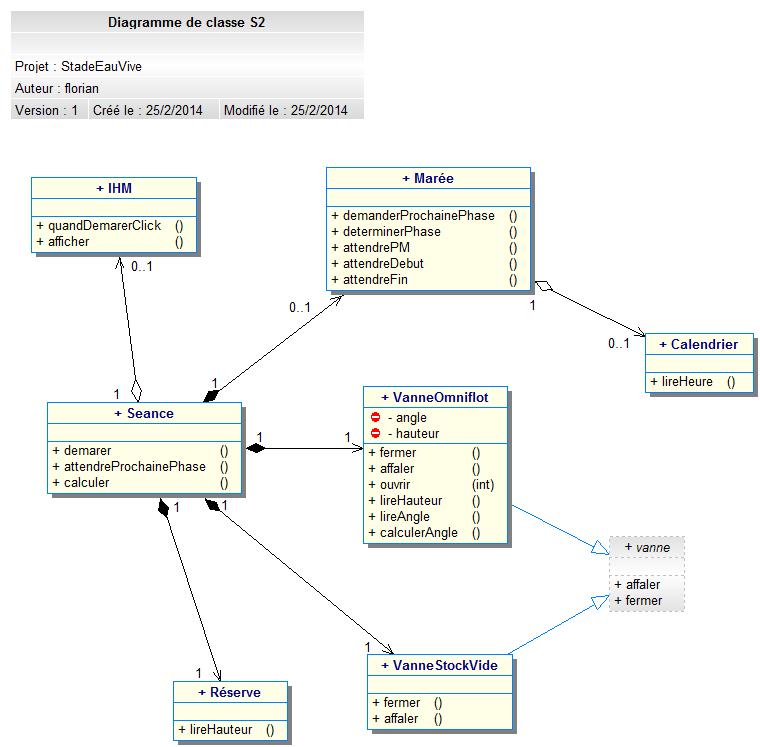 Diagramme de classe S2
Projet : StadeEauVive
Auteur : florian
Version : 1 Créé le : 25/2/2014 Modifié le : 25/2/2014
+ IHM
+ quandDemarerClick ()
+ afficher ()
0..1
1
+ Marée
+ demanderProchainePhase ()
+ determinerPhase ()
+ attendrePM ()
+ attendreDebut ()
+ attendreFin ()
0..1
1
1
0..1
+ Calendrier
+ lireHeure ()
+ Seance
+ demarer ()
+ attendreProchainePhase ()
+ calculer ()
1
1
+ VanneOmniflot
- angle
- hauteur
+ fermer ()
+ affaler ()
+ ouvrir (int)
+ lireHauteur ()
+ lireAngle ()
+ calculerAngle ()
1
1
+ vanne
+ affaler
+ fermer
1
1
+ Réserve
+ lireHauteur ()
+ VanneStockVide
+ fermer ()
+ affaler ()